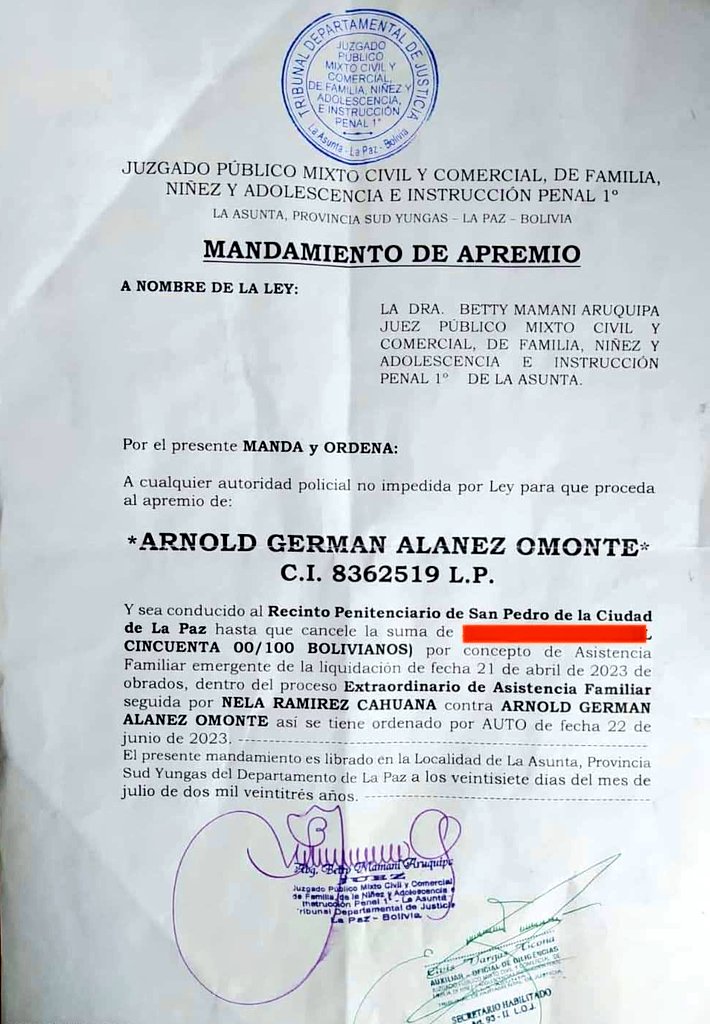 TRIBUNAL DEPARTAMENTAL DE JUSTICIA
JUZGADO
PÚBLICO
MIXTO CIVIL Y
COMERCIAL,
DE FAMILIA, NIÑEZ Y
ADOLESCENCIA,
E INSTRUCCIÓN
PENAL 1°
La Asunta - La Paz - Bolivia
JUZGADO PÚBLICO MIXTO CIVIL Y COMERCIAL, DE FAMILIA,
NIÑEZ Y ADOLESCENCIA E INSTRUCCIÓN PENAL 1°
LA ASUNTA, PROVINCIA SUD YUNGAS – LA PAZ – BOLIVIA
MANDAMIENTO DE APREMIO
A NOMBRE DE LA LEY:
LA DRA. BETTY MAMANI ARUQUIPA
JUEZ PÚBLICO MIXTO CIVIL Y
COMERCIAL, DE FAMILIA, NIÑEZ Y
ADOLESCENCIA E INSTRUCCIÓN
PENAL 1° DE LA ASUNTA.
Por el presente MANDA y ORDENA:
A cualquier autoridad policial no impedida por Ley para que proceda
al apremio de:
*ARNOLD GERMAN ALANEZ OMONTE*
C.I. 8362519 L.P.
Y sea conducido al Recinto Penitenciario de San Pedro de la Ciudad
de La Paz hasta que cancele la suma de
CINCUENTA 00/100 BOLIVIANOS) por concepto de Asistencia
Familiar emergente de la liquidación de fecha 21 de abril de 2023 de
obrados, dentro del proceso Extraordinario de Asistencia Familiar
seguida por NELA RAMIREZ CAHUANA contra ARNOLD GERMAN
ALANEZ OMONTE así se tiene ordenado por AUTO de fecha 22 de
junio de 2023.
El presente mandamiento es librado en la Localidad de La Asunta, Provincia
Sud Yungas del Departamento de La Paz a los veintisiete días del mes de
julio de dos mil veintitrés años.
Abg. Betty Mamani Aruquipa
JUEZ
Juzgado Público Mixto Civil y Comercial
de Familia, de la Niñez y Adolescencia e
Instrucción Penal 1° - La Asunta
Tribunal Departamental de Justicia
La Paz - Bolivia
Vargas Ticona
AUXILIAR - OFICIAL DE DILIGENCIAS
SECRETARIO HABILITADO
93 - II L.O.J.